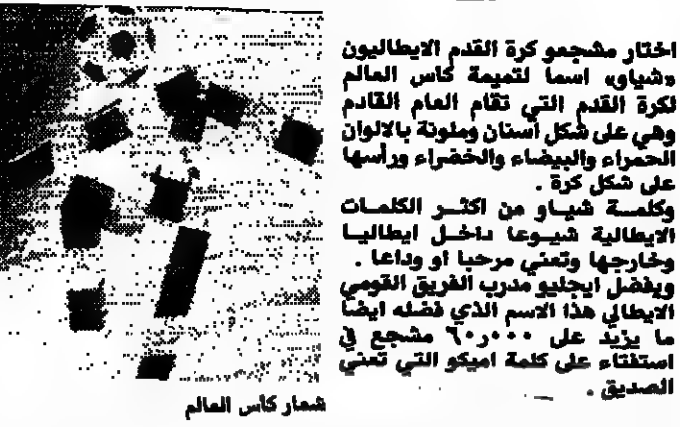 اختار مشجعو كرة القدم الايطاليون
«شياو» اسما لتميمة كأس العالم
لكرة القدم التي تقام العام القادم
وهي على شكل أسنان وملونة بالالوان
الحمراء والبيضاء والخضراء ورأسها
على شكل كرة .
وكلمة شياو من اكثر الكلمات
الايطالية شيوعا داخل ايطاليا
وخارجها وتعني مرحبا او وداعا .
ويفضل ايجليو مدرب الفريق القومي
الايطالي هذا الاسم الذي فضله ايضا
ما يزيد على ٦٠ر٠٠٠ مشجع في
استفتاء على كلمة اميكو التي تعني
الصديق .
شعار كأس العالم